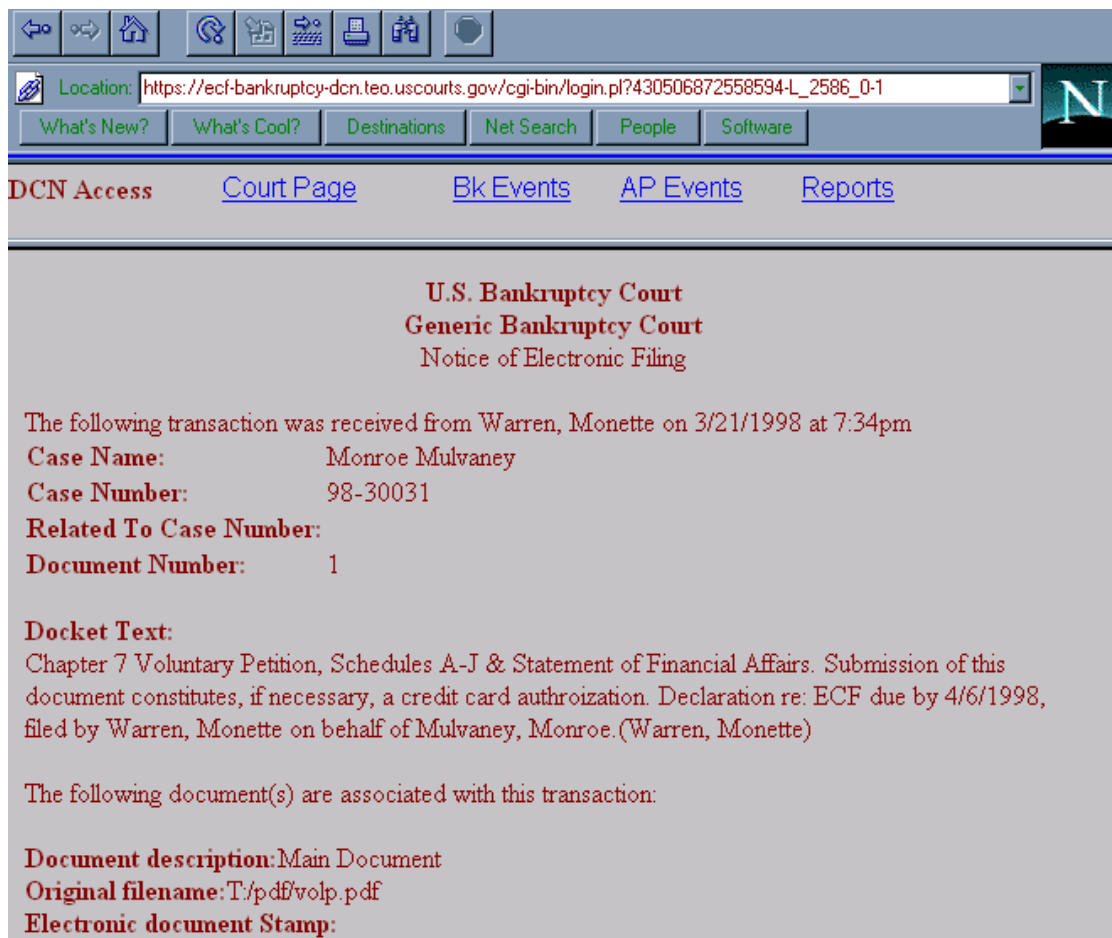 Location: https://ecf-bankruptcy-dcn.teo.uscourts.gov/cgi-bin/login.pl?430506872558594-L_2586_0-1
N
What's New? What's Cool? Destinations Net Search People Software
DCN Access Court Page Bk Events AP Events Reports
U.S. Bankruptcy Court
Generic Bankruptcy Court
Notice of Electronic Filing
The following transaction was received from Warren, Monette on 3/21/1998 at 7:34pm
Case Name: Monroe Mulvaney
Case Number: 98-30031
Related To Case Number:
Document Number: 1
Docket Text:
Chapter 7 Voluntary Petition, Schedules A-J & Statement of Financial Affairs. Submission of this
document constitutes, if necessary, a credit card authroization. Declaration re: ECF due by 4/6/1998,
filed by Warren, Monette on behalf of Mulvaney, Monroe.(Warren, Monette)
The following document(s) are associated with this transaction:
Document description:Main Document
Original filename:T:/pdf/volp.pdf
Electronic document Stamp: